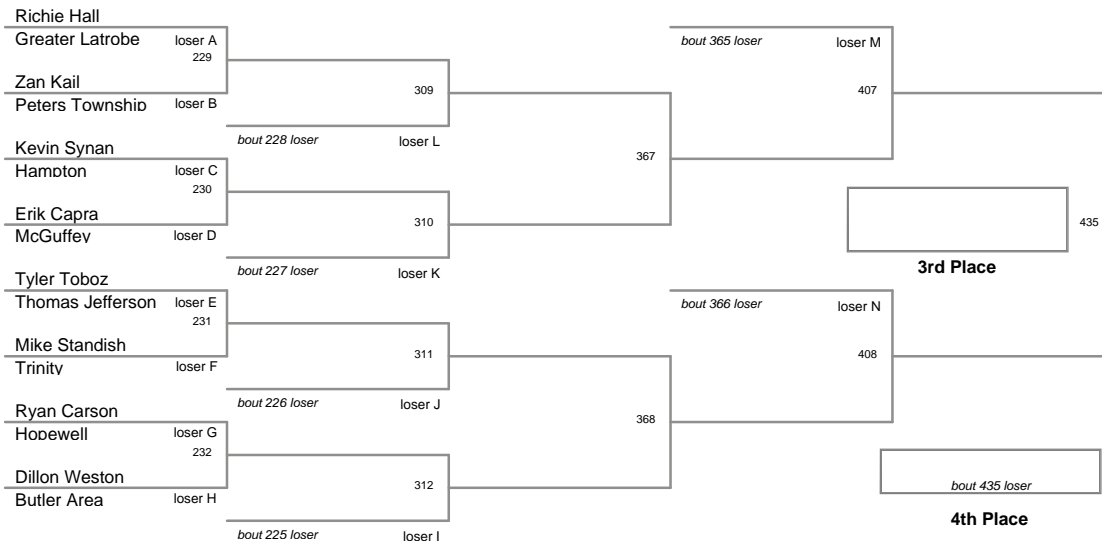 Richie Hall
Greater Latrobe loser A
229
bout 365 loser loser M
Zan Kail
309
407
Peters Township loser B
bout 228 loser loser L
Kevin Synan
367
Hampton loser C
230
Erik Capra
310
435
McGuffey loser D
bout 227 loser loser K
3rd Place
Tyler Toboz
Thomas Jefferson loser E
231
bout 366 loser loser N
Mike Standish
311
408
Trinity loser F
bout 226 loser loser J
Ryan Carson
368
Hopewell loser G
232
Dillon Weston
312
bout 435 loser
Butler Area loser H
4th Place
bout 225 loser loser I